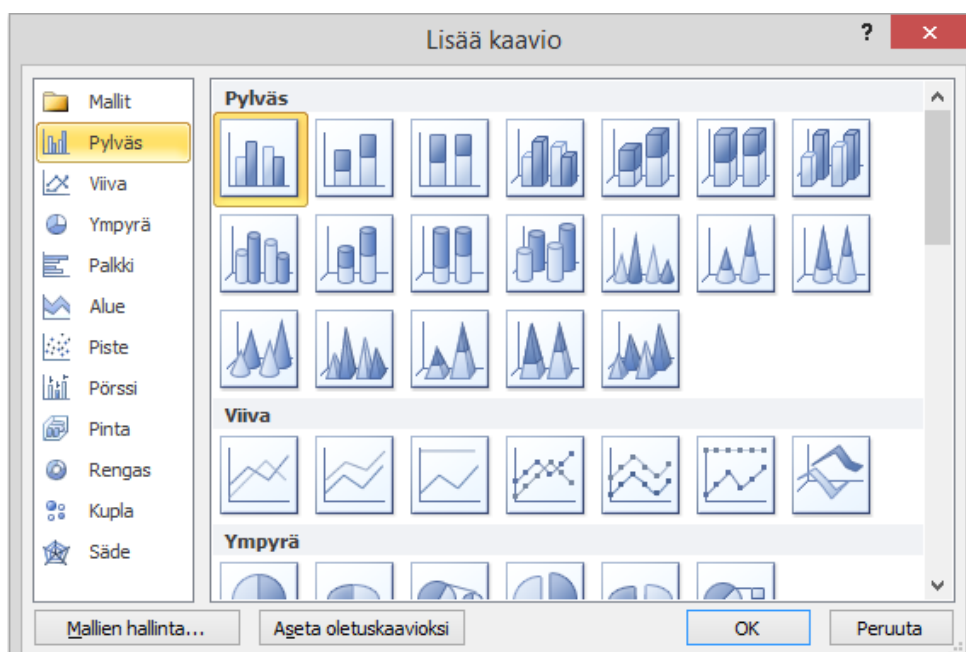 Lisää kaavio
?
Mallit
Pylväs
Viiva
Ympyrä
Palkki
Alue
Piste
Pörssi
Pinta
Rengas
Kupla
Säde
Pylväs
Viiva
Ympyrä
Mallien hallinta...
Aseta oletuskaavioksi
OK
Peruuta